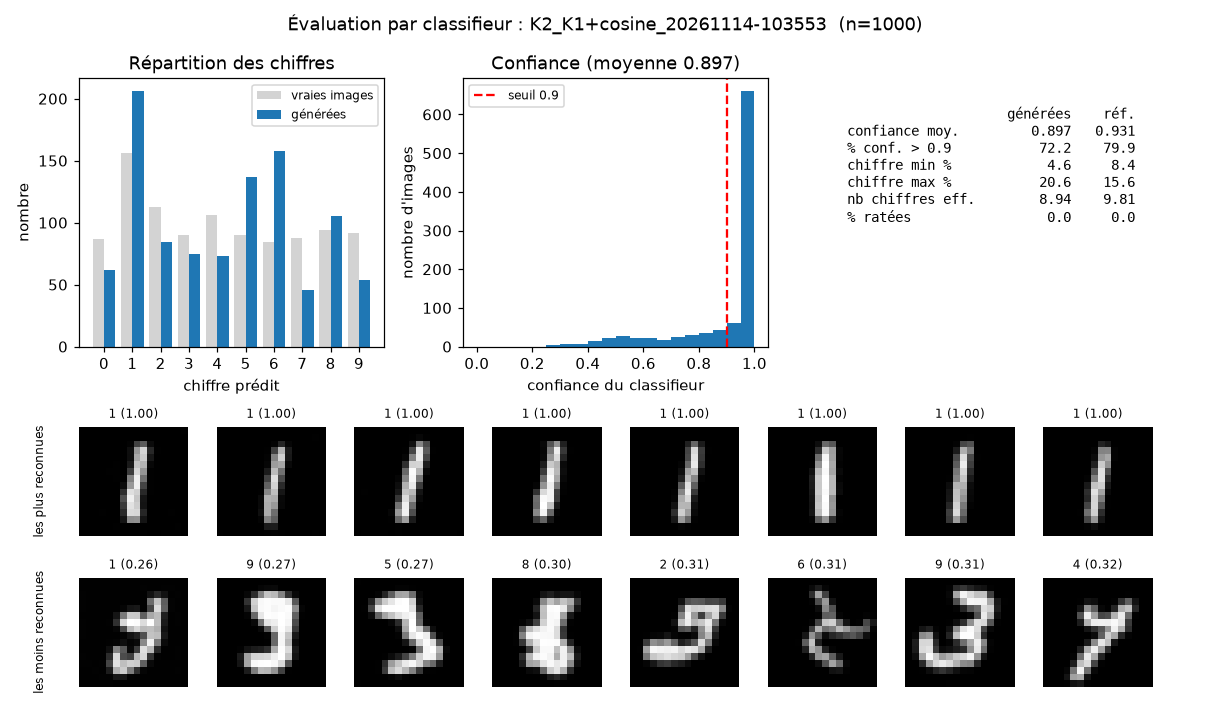 Évaluation par classifieur : K2_K1+cosine_20261114-103553 (n=1000)
Répartition des chiffres
vraies images
générées
200
150
100
50
0
nombre
0 1 2 3 4 5 6 7 8 9
chiffre prédit
Confiance (moyenne 0.897)
seuil 0.9
600
500
400
300
200
100
0
nombre d'images
0.0 0.2 0.4 0.6 0.8 1.0
confiance du classifieur
générées réf.
confiance moy. 0.897 0.931
% conf. > 0.9 72.2 79.9
chiffre min % 4.6 8.4
chiffre max % 20.6 15.6
nb chiffres eff. 8.94 9.81
% ratées 0.0 0.0
les plus reconnues
1 (1.00) 1 (1.00) 1 (1.00) 1 (1.00) 1 (1.00) 1 (1.00) 1 (1.00) 1 (1.00)
les moins reconnues
1 (0.26) 9 (0.27) 5 (0.27) 8 (0.30) 2 (0.31) 6 (0.31) 9 (0.31) 4 (0.32)